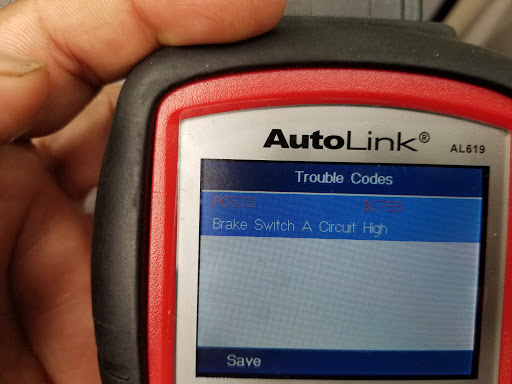 AutoLink®
AL619
Trouble Codes
Brake Switch A Circuit High
Save